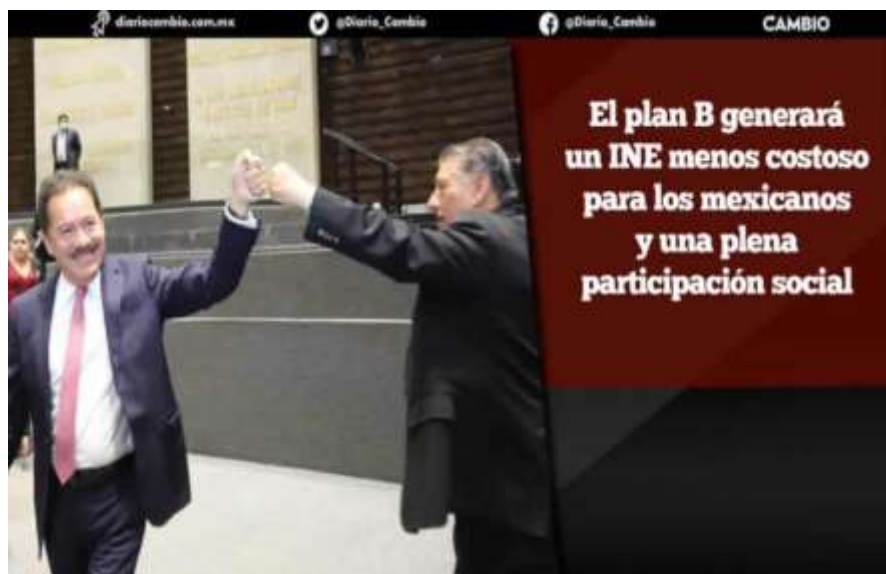 diariocambio.com.mx
@Diario_Cambio
@Diario_Cambio
CAMBIO
El plan B generará
un INE menos costoso
para los mexicanos
y una plena
participación social